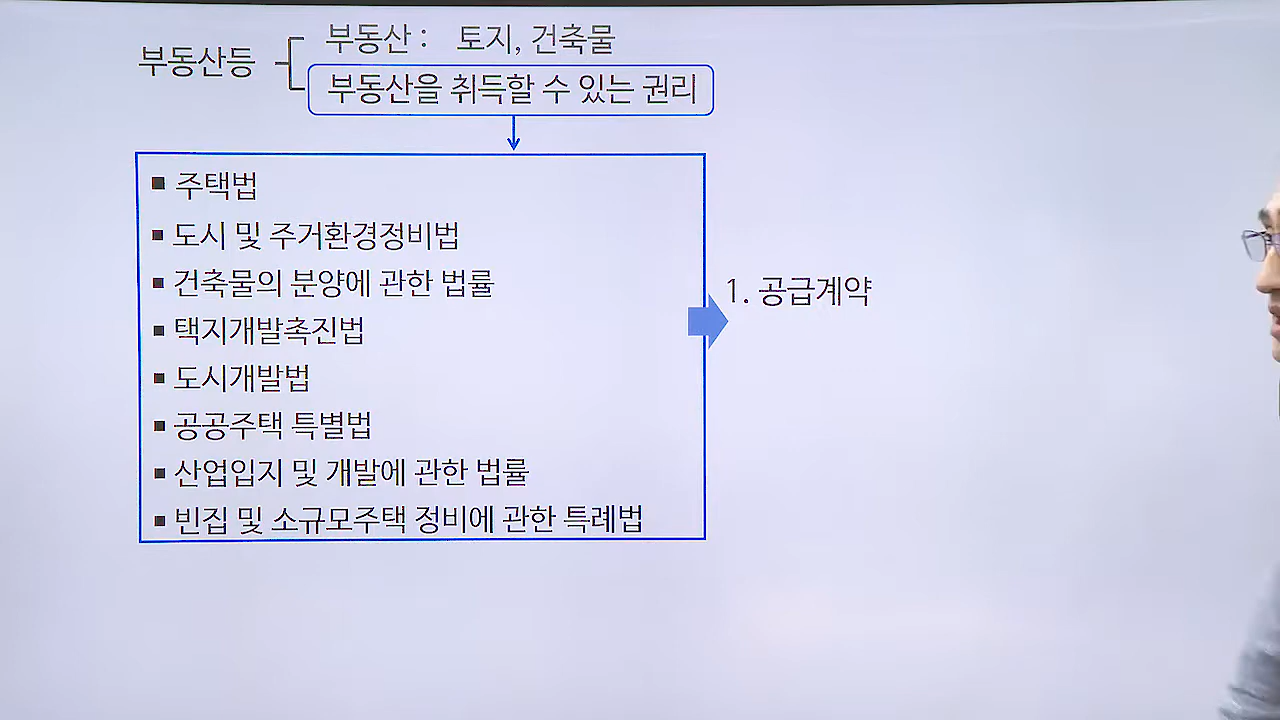 부동산등
부동산 : 토지, 건축물
부동산을 취득할 수 있는 권리
■ 주택법
■ 도시 및 주거환경정비법
■ 건축물의 분양에 관한 법률
■ 택지개발촉진법
■ 도시개발법
■ 공공주택 특별법
■ 산업입지 및 개발에 관한 법률
■ 빈집 및 소규모주택 정비에 관한 특례법
1. 공급계약